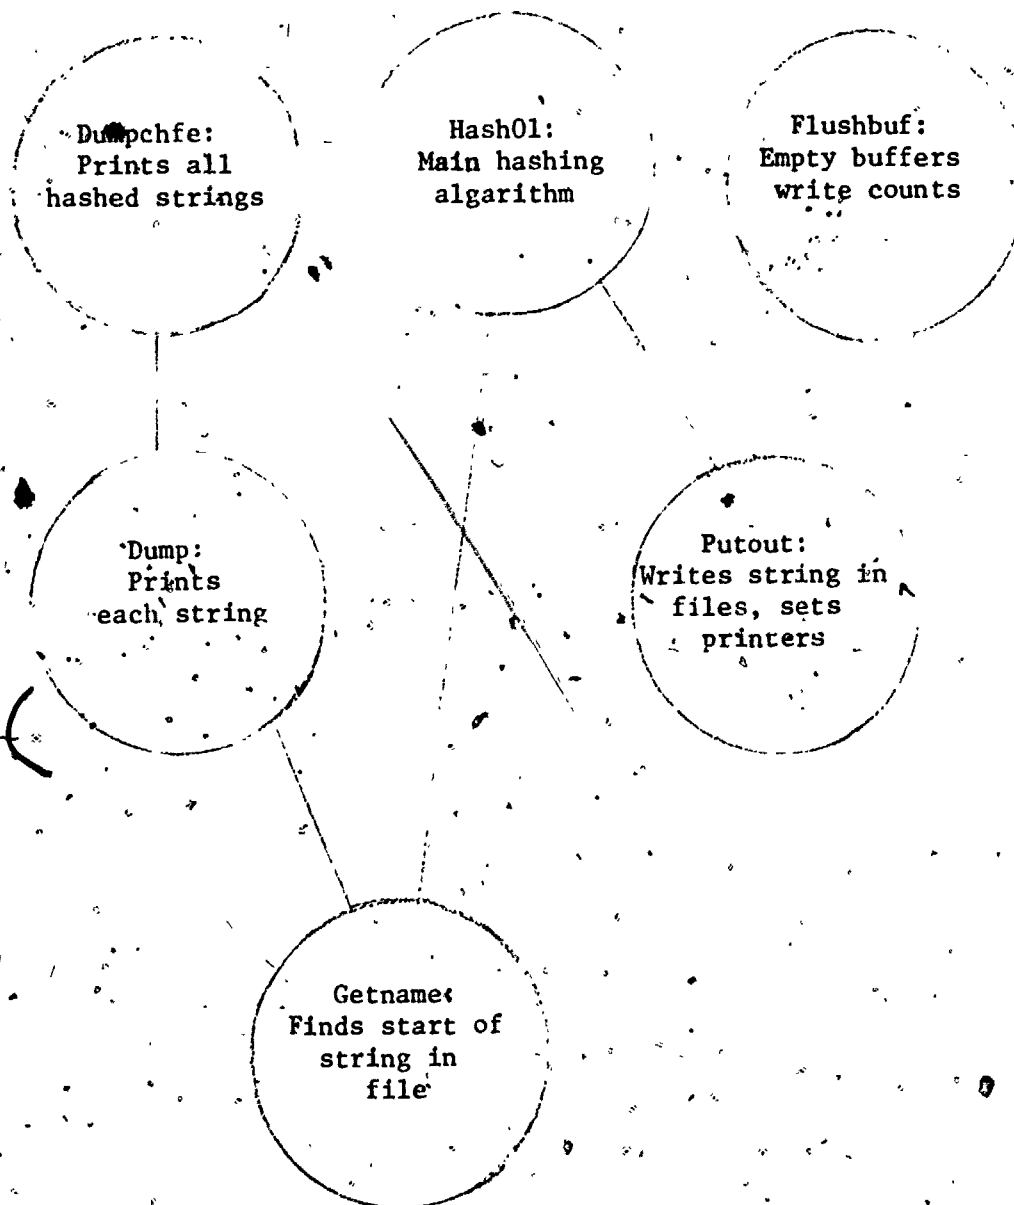 Dumpchfe:
Prints all
hashed strings
Hash01:
Main hashing
algarithm
Flushbuf:
Empty buffers
write counts
Dump:
Prints
each string
Putout:
Writes string in
files, sets
printers
Getname:
Finds start of
string in
file